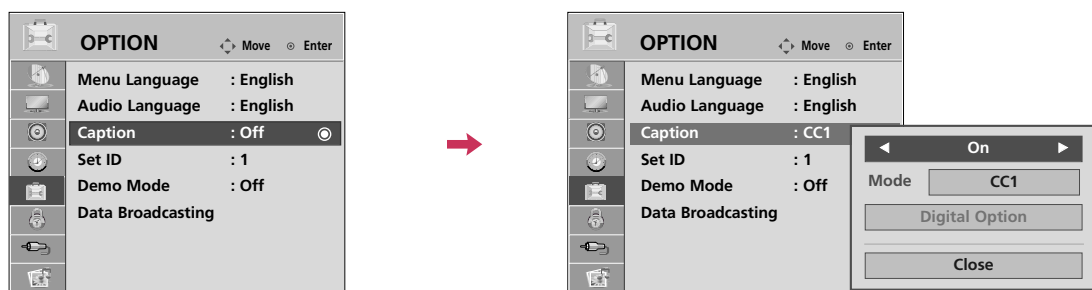 OPTION Move Enter
Menu Language : English
Audio Language : English
Caption : Off
Set ID : 1
Demo Mode : Off
Data Broadcasting
OPTION Move Enter
Menu Language : English
Audio Language : English
Caption : CC1
Set ID : 1
Demo Mode : Off
Data Broadcasting
On
Mode CC1
Digital Option
Close